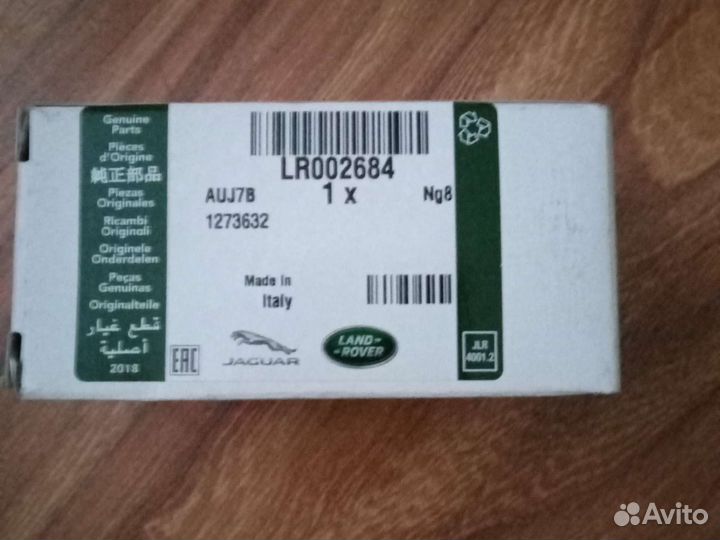 Genuine
Parts
Pièces
d'Origine
純正部品
Piezas
Originales
Ricambi
Originali
Originele
Onderdelen
Peças
Genuínas
Originalteile
قطع غيار
أصلية
2018
LR002684
AUJ7B
1 x
Ng8
1273632
Made in
Italy
EAC
JAGUAR
LAND-
-ROVER
JLR
4001.2
Avito